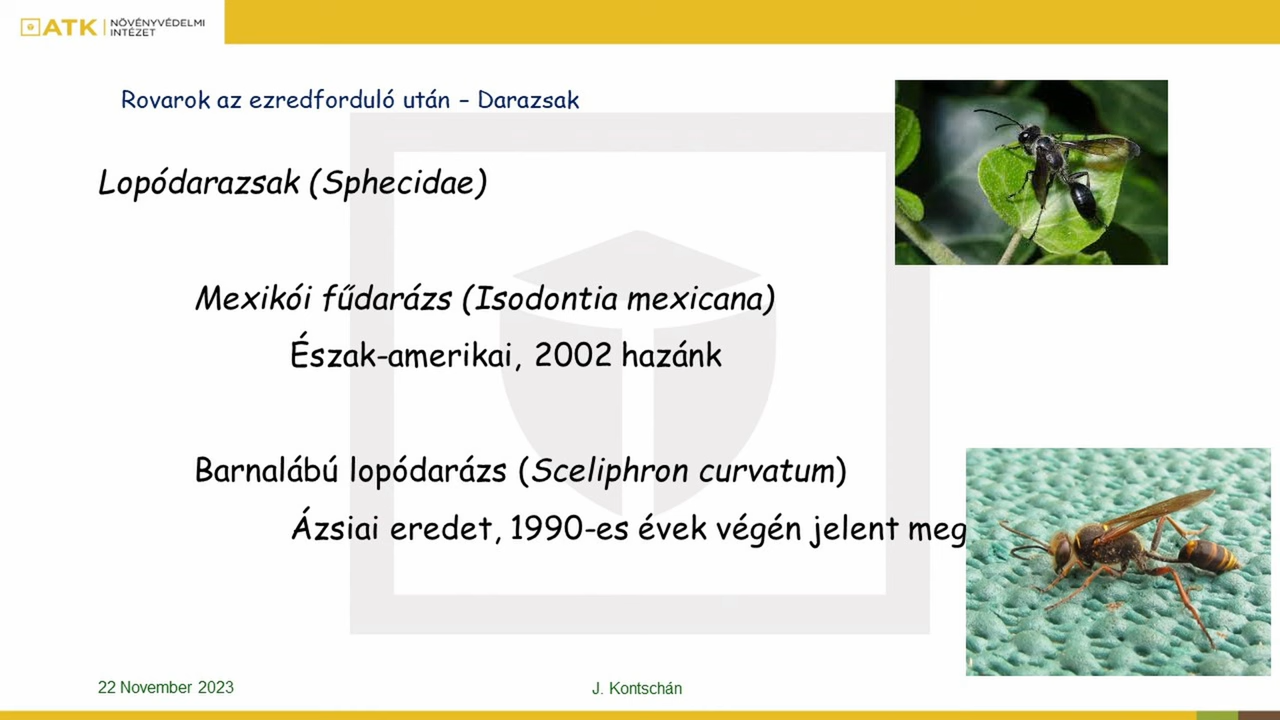 ATK NÖVÉNYVÉDELMI
INTÉZET
Rovarok az ezredforduló után – Darazsak
Lopódarazsak (Sphecidae)
Mexikói fűdarázs (Isodontia mexicana)
Észak-amerikai, 2002 hazánk
Barnalábú lopódarázs (Sceliphron curvatum)
Ázsiai eredet, 1990-es évek végén jelent meg
22 November 2023
J. Kontschán